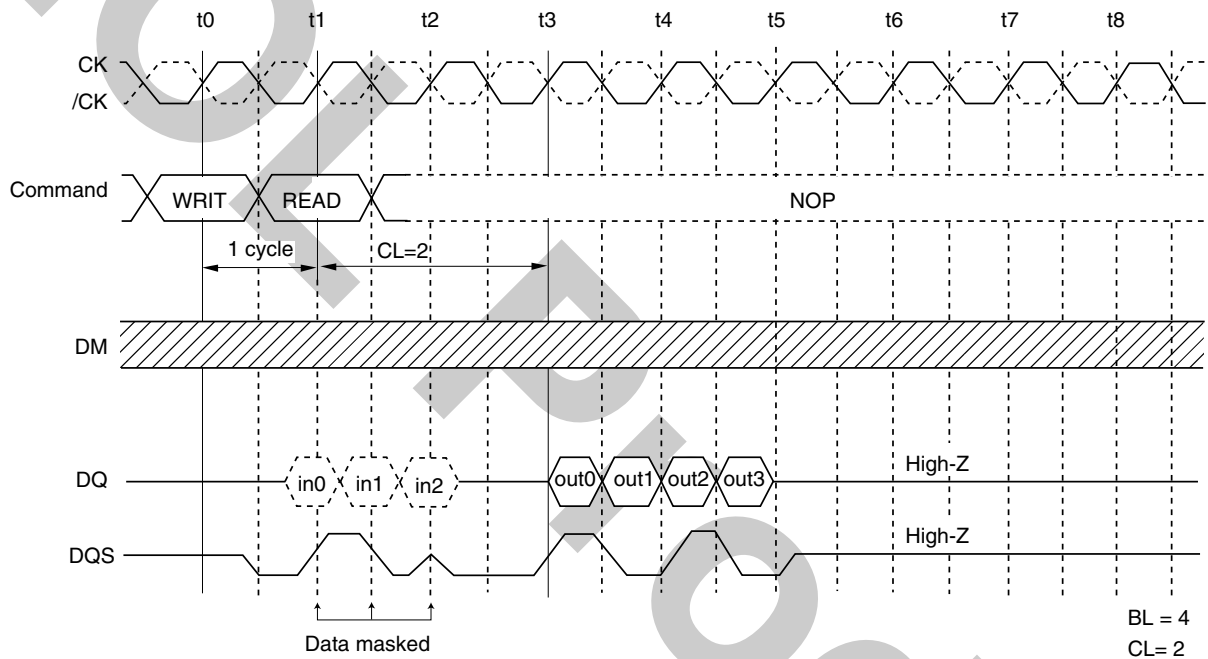 t0 t1 t2 t3 t4 t5 t6 t7 t8
CK
/CK
Command WRIT READ NOP
1 cycle CL=2
DM
DQ in0 in1 in2 out0 out1 out2 out3 High-Z
DQS High-Z
Data masked
BL = 4
CL= 2